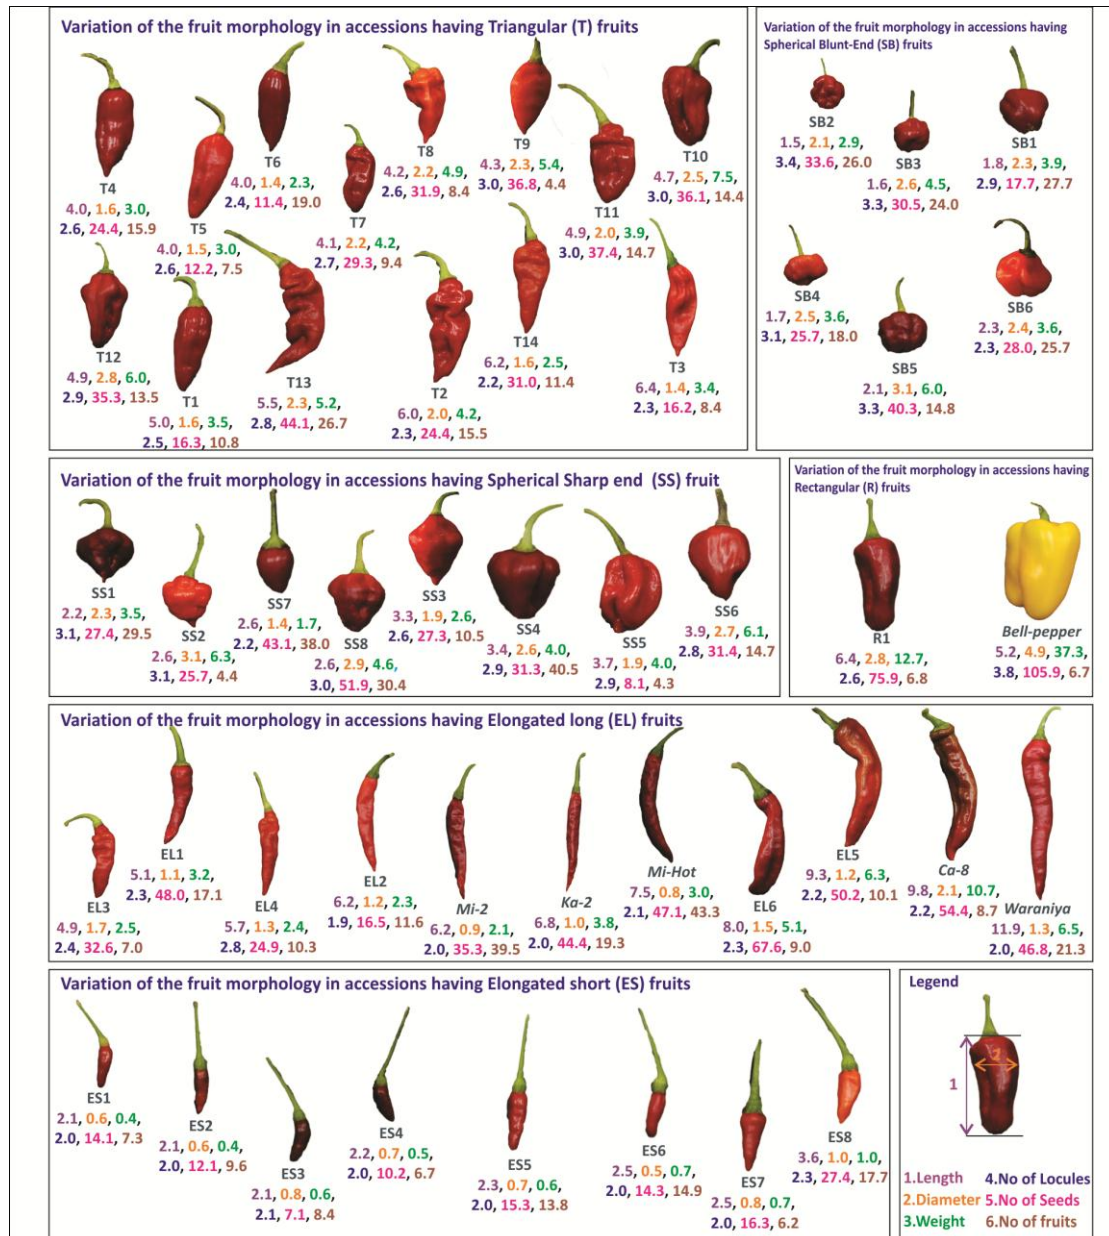 Variation of the fruit morphology in accessions having Triangular (T) fruits
T4
4.0, 1.6, 3.0,
2.6, 24.4, 15.9
T5
4.0, 1.5, 3.0,
2.6, 12.2, 7.5
T6
4.0, 1.4, 2.3,
2.4, 11.4, 19.0
T7
4.1, 2.2, 4.2,
2.7, 29.3, 9.4
T8
4.2, 2.2, 4.9,
2.6, 31.9, 8.4
T9
4.3, 2.3, 5.4,
3.0, 36.8, 4.4
T11
4.9, 2.0, 3.9,
3.0, 37.4, 14.7
T10
4.7, 2.5, 7.5,
3.0, 36.1, 14.4
T12
4.9, 2.8, 6.0,
2.9, 35.3, 13.5
T1
5.0, 1.6, 3.5,
2.5, 16.3, 10.8
T13
5.5, 2.3, 5.2,
2.8, 44.1, 26.7
T2
6.0, 2.0, 4.2,
2.3, 24.4, 15.5
T14
6.2, 1.6, 2.5,
2.2, 31.0, 11.4
T3
6.4, 1.4, 3.4,
2.3, 16.2, 8.4
Variation of the fruit morphology in accessions having
Spherical Blunt-End (SB) fruits
SB2
1.5, 2.1, 2.9,
3.4, 33.6, 26.0
SB3
1.6, 2.6, 4.5,
3.3, 30.5, 24.0
SB1
1.8, 2.3, 3.9,
2.9, 17.7, 27.7
SB4
1.7, 2.5, 3.6,
3.1, 25.7, 18.0
SB5
2.1, 3.1, 6.0,
3.3, 40.3, 14.8
SB6
2.3, 2.4, 3.6,
2.3, 28.0, 25.7
Variation of the fruit morphology in accessions having Spherical Sharp end (SS) fruit
SS1
2.2, 2.3, 3.5,
3.1, 27.4, 29.5
SS2
2.6, 3.1, 6.3,
3.1, 25.7, 4.4
SS7
2.6, 1.4, 1.7,
2.2, 43.1, 38.0
SS8
2.6, 2.9, 4.6,
3.0, 51.9, 30.4
SS3
3.3, 1.9, 2.6,
2.6, 27.3, 10.5
SS4
3.4, 2.6, 4.0,
2.9, 31.3, 40.5
SS5
3.7, 1.9, 4.0,
2.9, 8.1, 4.3
SS6
3.9, 2.7, 6.1,
2.8, 31.4, 14.7
Variation of the fruit morphology in accessions having
Rectangular (R) fruits
R1
6.4, 2.8, 12.7,
2.6, 75.9, 6.8
Bell-pepper
5.2, 4.9, 37.3,
3.8, 105.9, 6.7
Variation of the fruit morphology in accessions having Elongated long (EL) fruits
EL3
4.9, 1.7, 2.5,
2.4, 32.6, 7.0
EL1
5.1, 1.1, 3.2,
2.3, 48.0, 17.1
EL4
5.7, 1.3, 2.4,
2.8, 24.9, 10.3
EL2
6.2, 1.2, 2.3,
1.9, 16.5, 11.6
Mi-2
6.2, 0.9, 2.1,
2.0, 35.3, 39.5
Ka-2
6.8, 1.0, 3.8,
2.0, 44.4, 19.3
Mi-Hot
7.5, 0.8, 3.0,
2.1, 47.1, 43.3
EL6
8.0, 1.5, 5.1,
2.3, 67.6, 9.0
EL5
9.3, 1.2, 6.3,
2.2, 50.2, 10.1
Ca-8
9.8, 2.1, 10.7,
2.2, 54.4, 8.7
Waraniya
11.9, 1.3, 6.5,
2.0, 46.8, 21.3
Variation of the fruit morphology in accessions having Elongated short (ES) fruits
ES1
2.1, 0.6, 0.4,
2.0, 14.1, 7.3
ES2
2.1, 0.6, 0.4,
2.0, 12.1, 9.6
ES3
2.1, 0.8, 0.6,
2.1, 7.1, 8.4
ES4
2.2, 0.7, 0.5,
2.0, 10.2, 6.7
ES5
2.3, 0.7, 0.6,
2.0, 15.3, 13.8
ES6
2.5, 0.5, 0.7,
2.0, 14.3, 14.9
ES7
2.5, 0.8, 0.7,
2.0, 16.3, 6.2
ES8
3.6, 1.0, 1.0,
2.3, 27.4, 17.7
Legend
1
2
1.Length 4.No of Locules
2.Diameter 5.No of Seeds
3.Weight 6.No of fruits